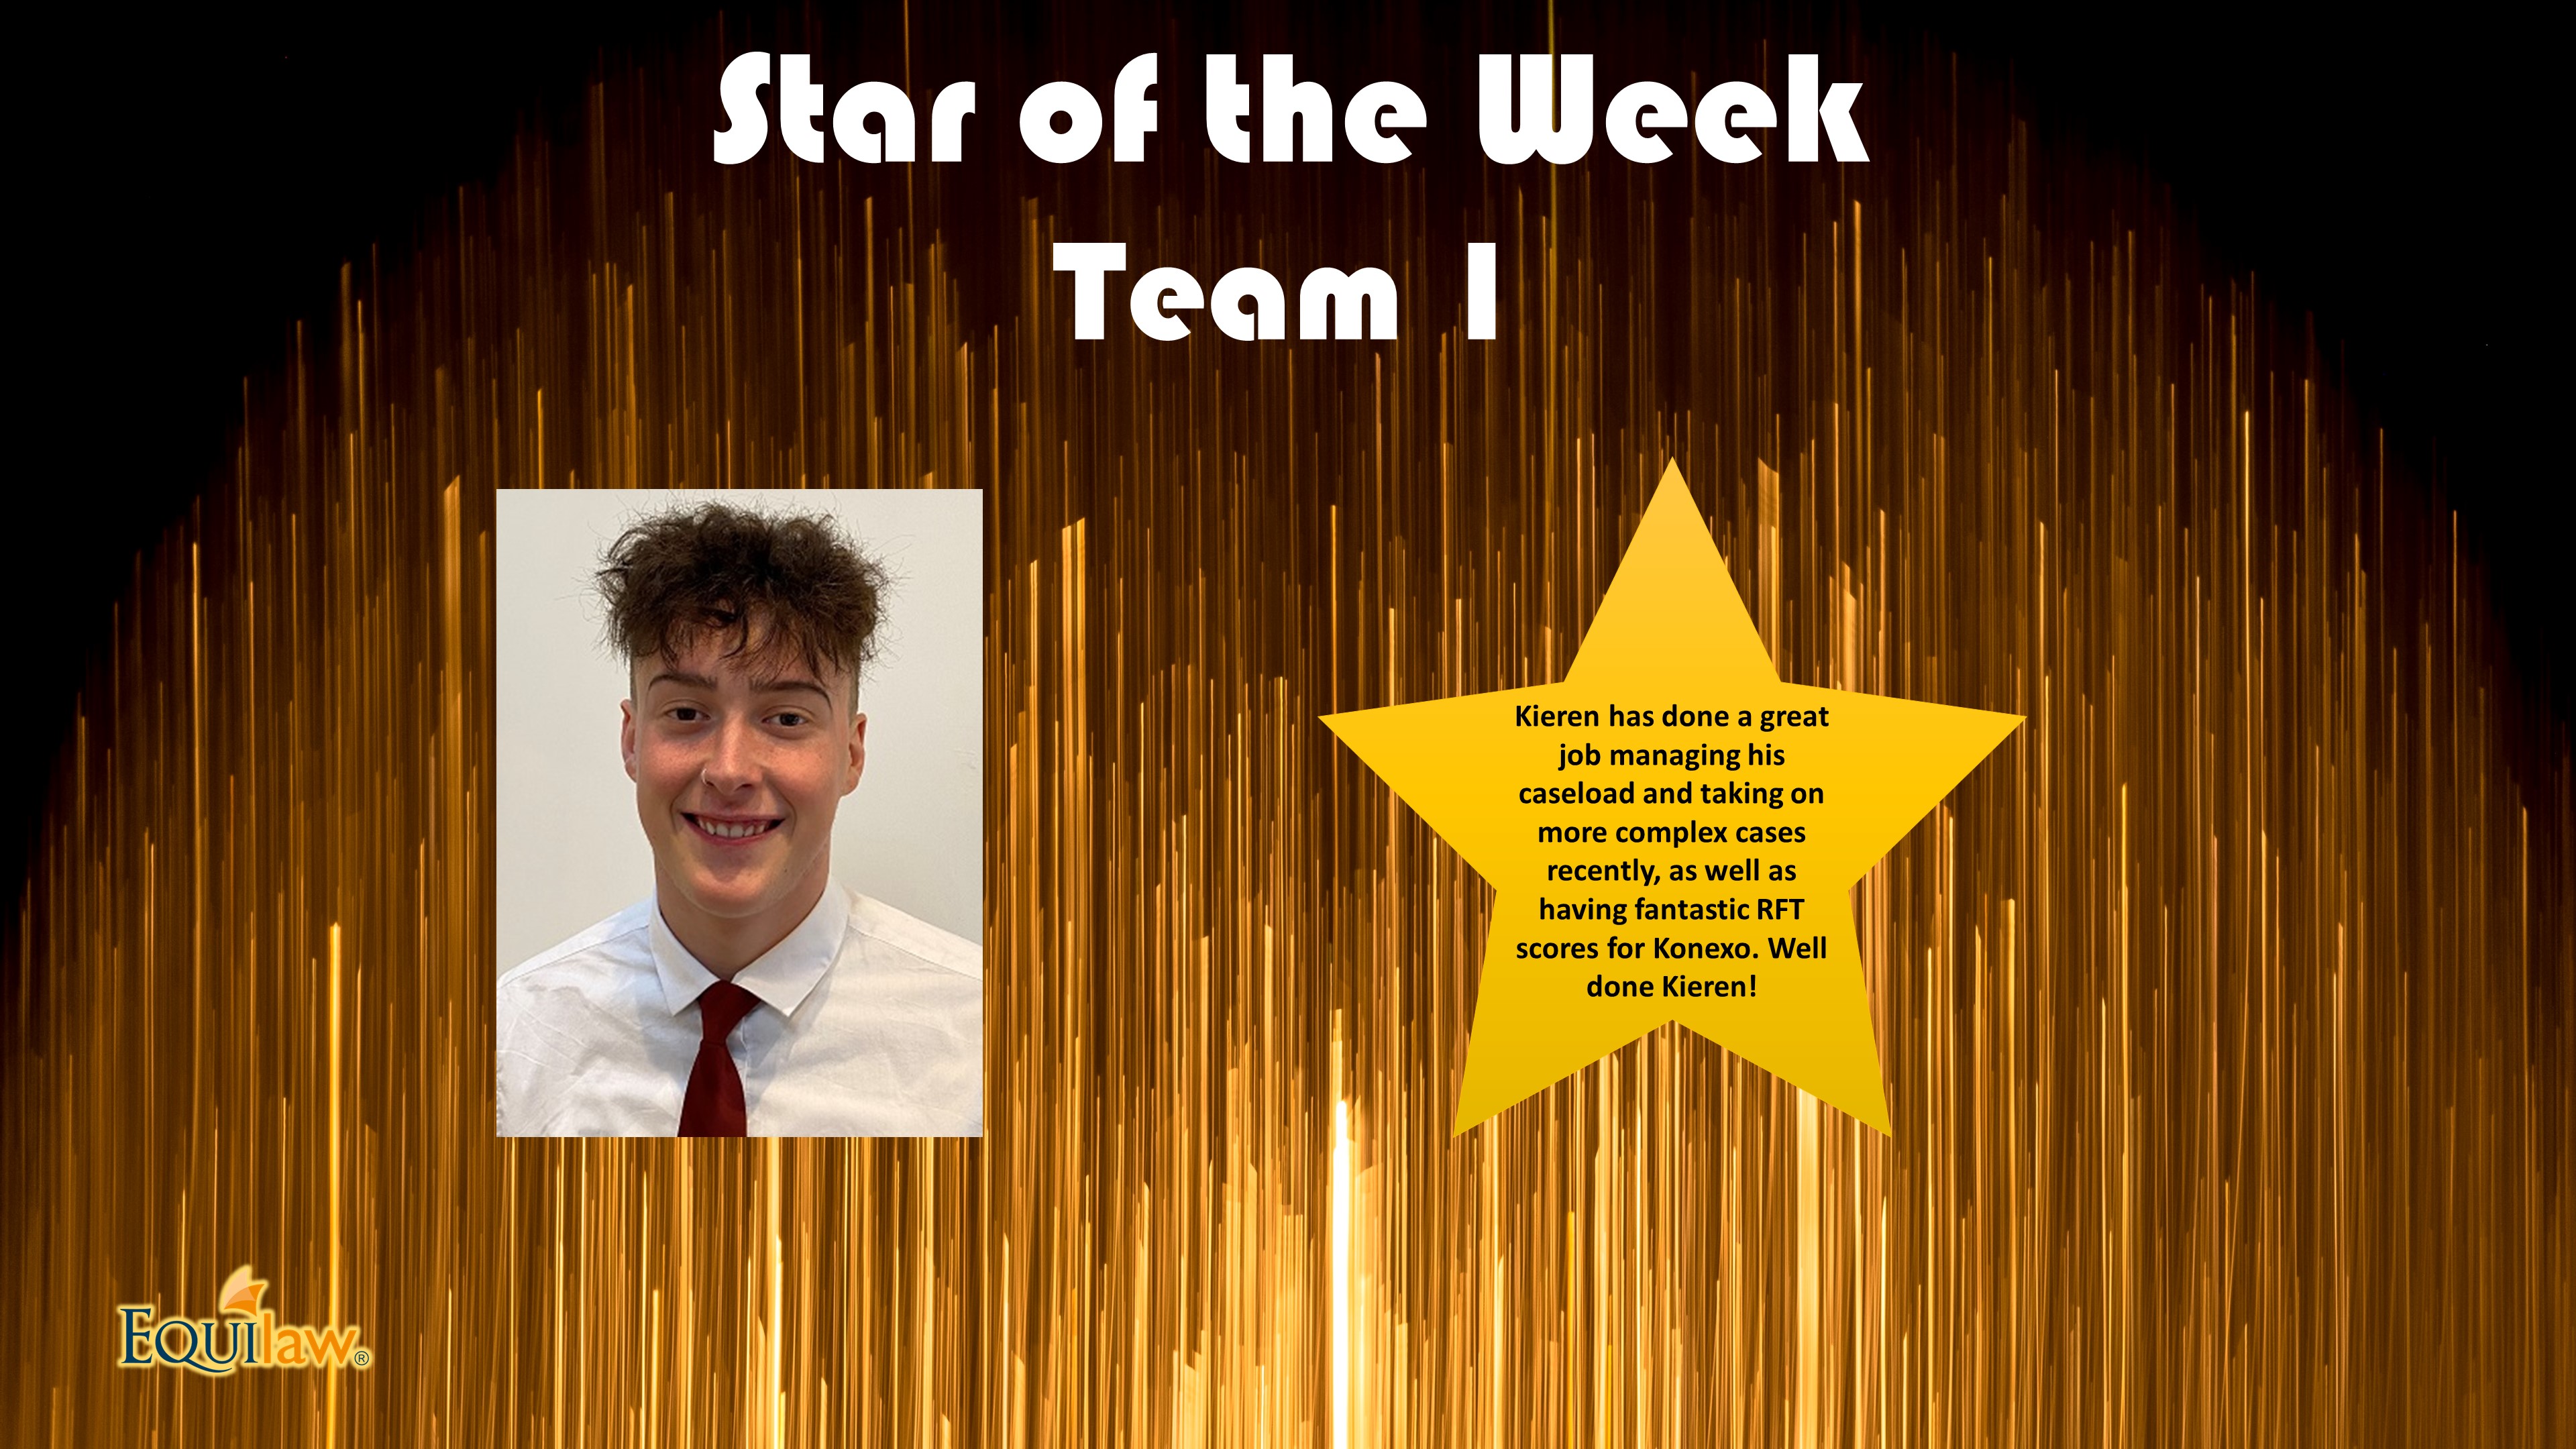 Star of the Week
Team 1
Kieren has done a great
job managing his
caseload and taking on
more complex cases
recently, as well as
having fantastic RFT
scores for Konexo. Well
done Kieren!
EQUIlaw®